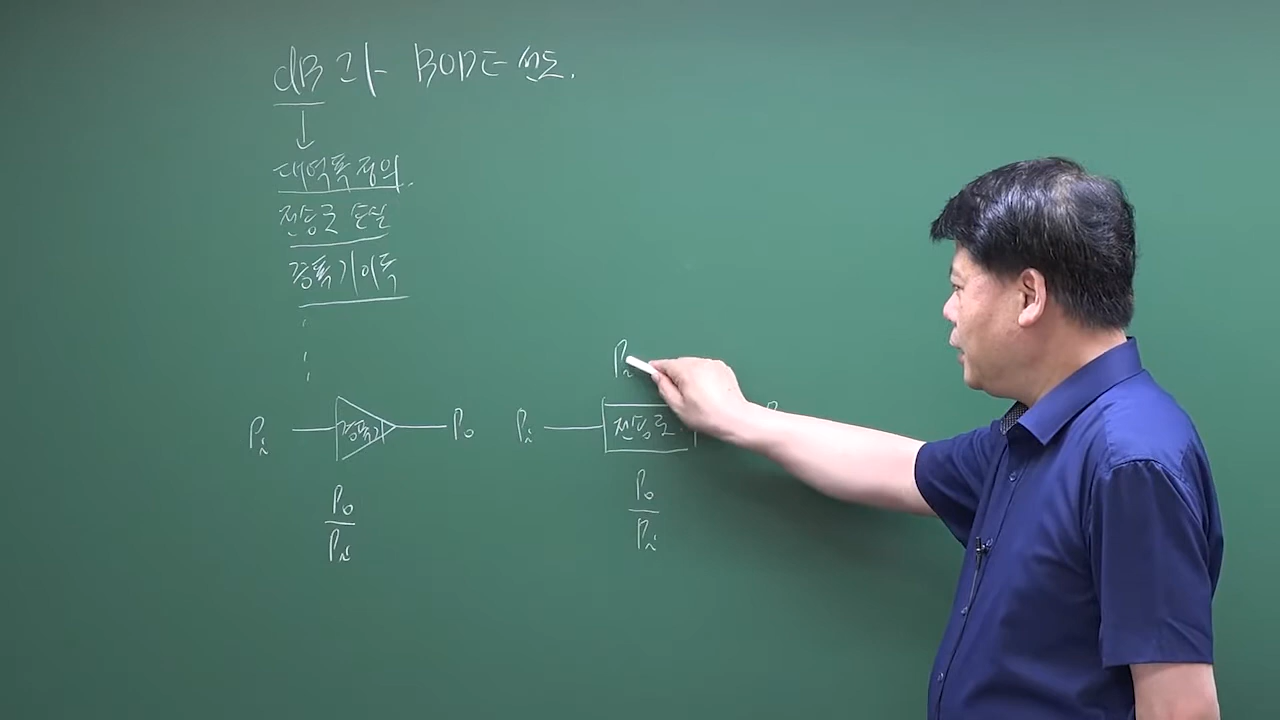 dB 과 BODE 선도.
대역폭 정의.
전송로 손실
증폭기 이득
Pi
Pi 증폭기 Po
Pi 전송로 P
Po
Pi
Po
Pi